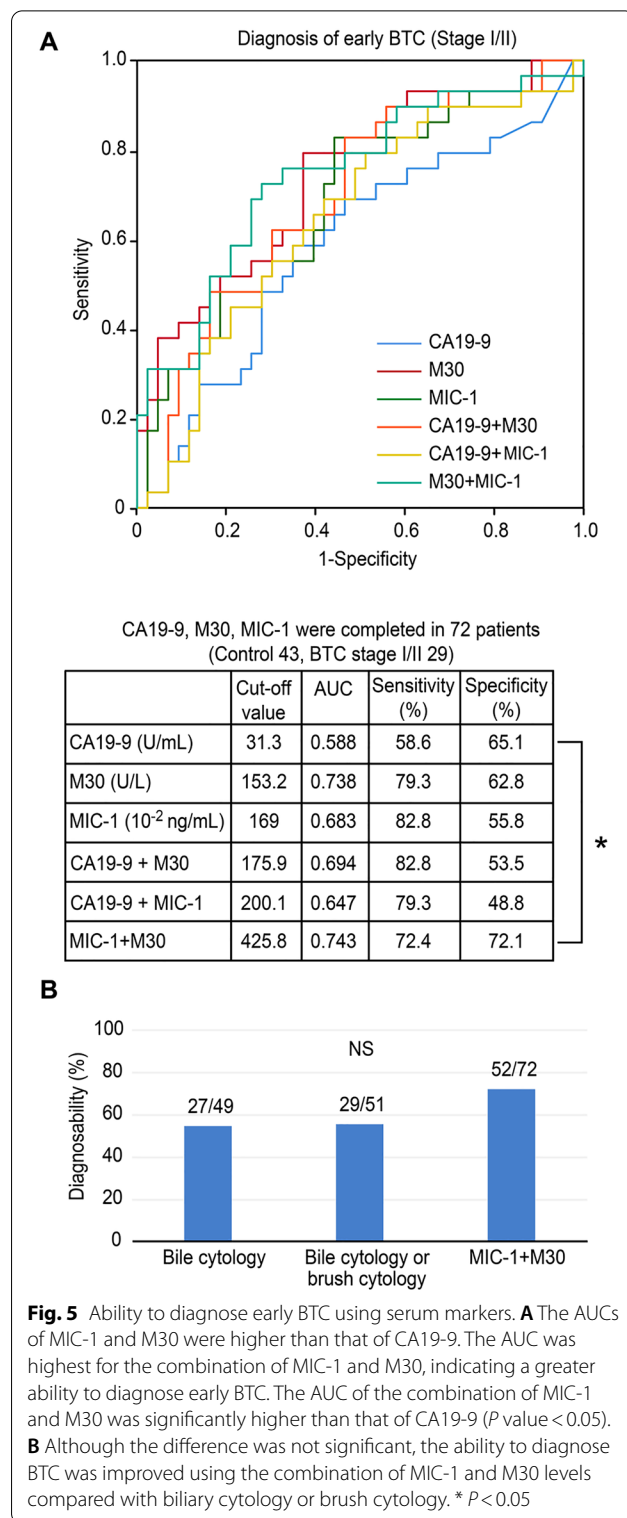 A
Diagnosis of early BTC (Stage I/II)
1.0
0.8
0.6
0.4
0.2
0
Sensitivity
CA19-9
M30
MIC-1
CA19-9+M30
CA19-9+MIC-1
M30+MIC-1
0 0.2 0.4 0.6 0.8 1.0
1-Specificity
CA19-9, M30, MIC-1 were completed in 72 patients
(Control 43, BTC stage I/II 29)
Cut-off value AUC Sensitivity (%) Specificity (%)
CA19-9 (U/mL) 31.3 0.588 58.6 65.1
M30 (U/L) 153.2 0.738 79.3 62.8
MIC-1 (10⁻² ng/mL) 169 0.683 82.8 55.8
CA19-9 + M30 175.9 0.694 82.8 53.5
CA19-9 + MIC-1 200.1 0.647 79.3 48.8
MIC-1+M30 425.8 0.743 72.4 72.1
*
B
100
80
60
40
20
0
Diagnosability (%)
NS
27/49 29/51 52/72
Bile cytology
Bile cytology or
brush cytology
MIC-1+M30
Fig. 5 Ability to diagnose early BTC using serum markers. A The AUCs
of MIC-1 and M30 were higher than that of CA19-9. The AUC was
highest for the combination of MIC-1 and M30, indicating a greater
ability to diagnose early BTC. The AUC of the combination of MIC-1
and M30 was significantly higher than that of CA19-9 (P value < 0.05).
B Although the difference was not significant, the ability to diagnose
BTC was improved using the combination of MIC-1 and M30 levels
compared with biliary cytology or brush cytology. * P < 0.05